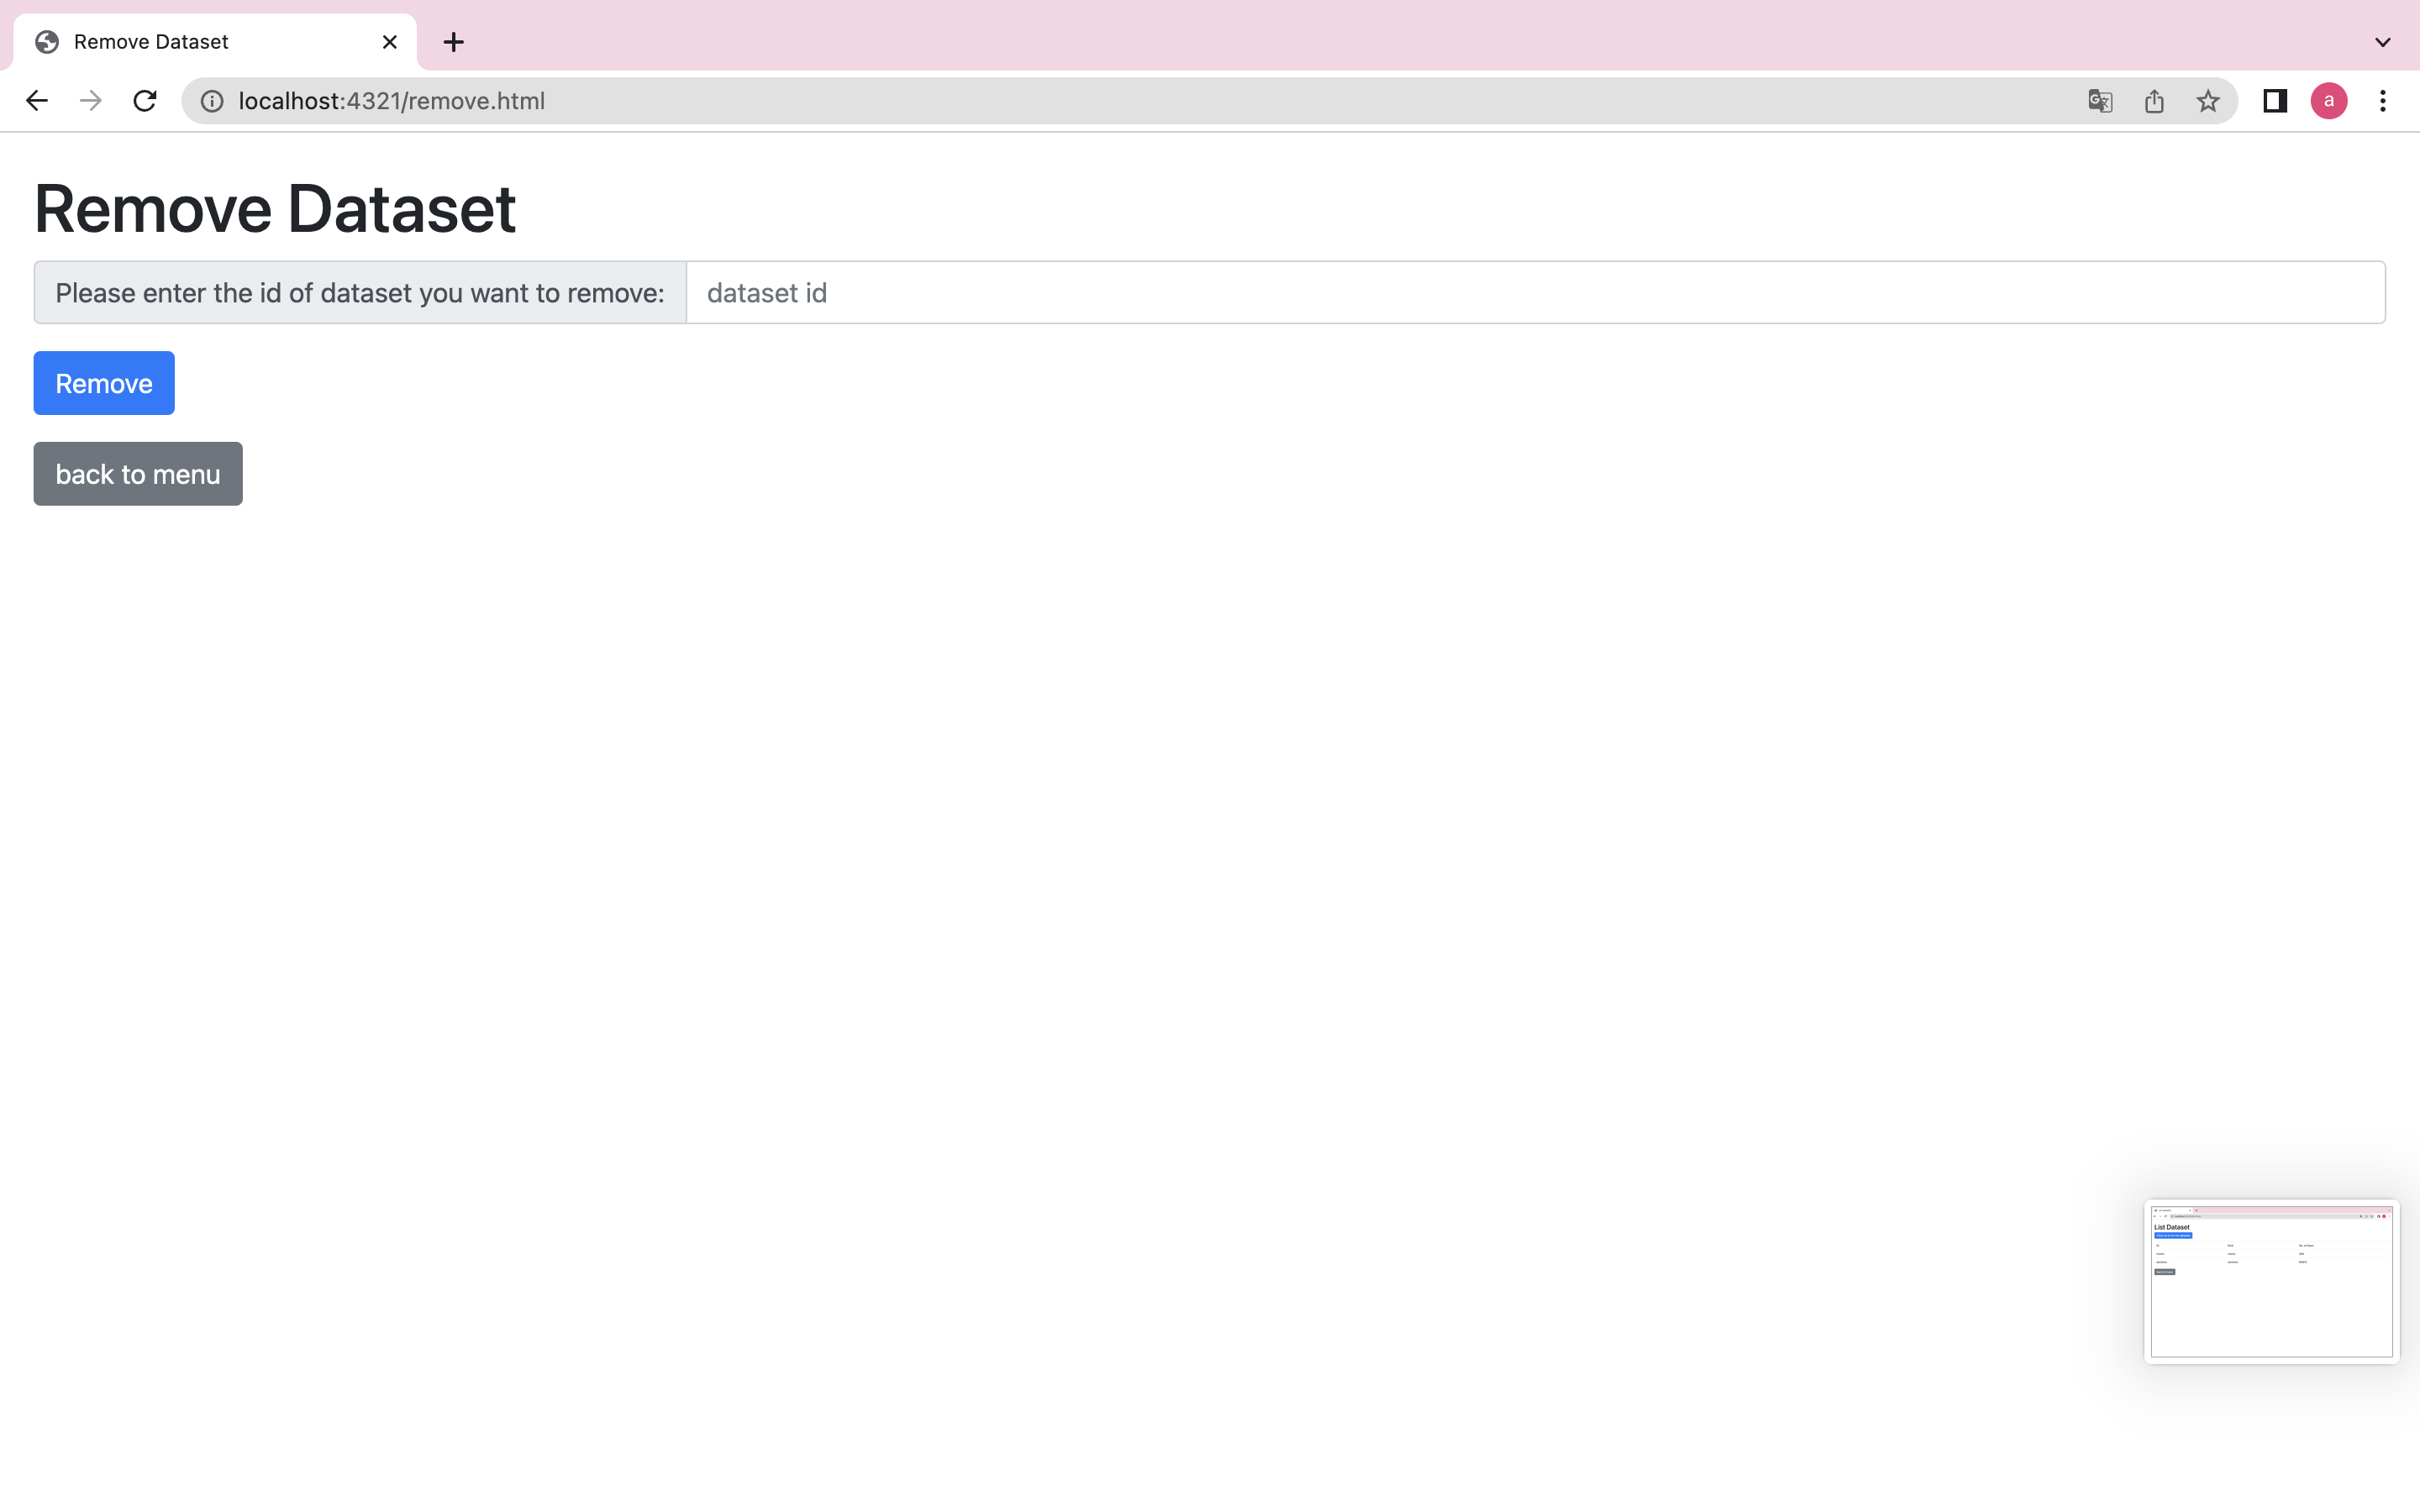 Remove Dataset
localhost:4321/remove.html
a
Remove Dataset
Please enter the id of dataset you want to remove: dataset id
Remove
back to menu
List Dataset